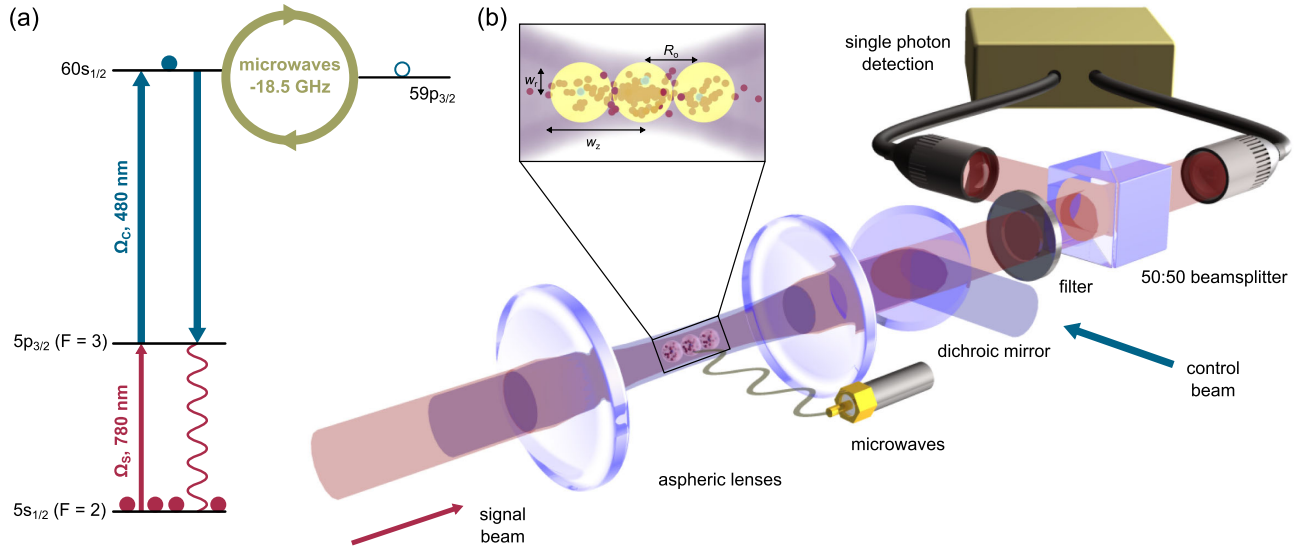 (a)
60s1/2
microwaves
-18.5 GHz
59p3/2
ΩC, 480 nm
5p3/2 (F = 3)
ΩS, 780 nm
5s1/2 (F = 2)
(b)
Ro
wr
wz
single photon
detection
50:50 beamsplitter
filter
dichroic mirror
control
beam
microwaves
aspheric lenses
signal
beam